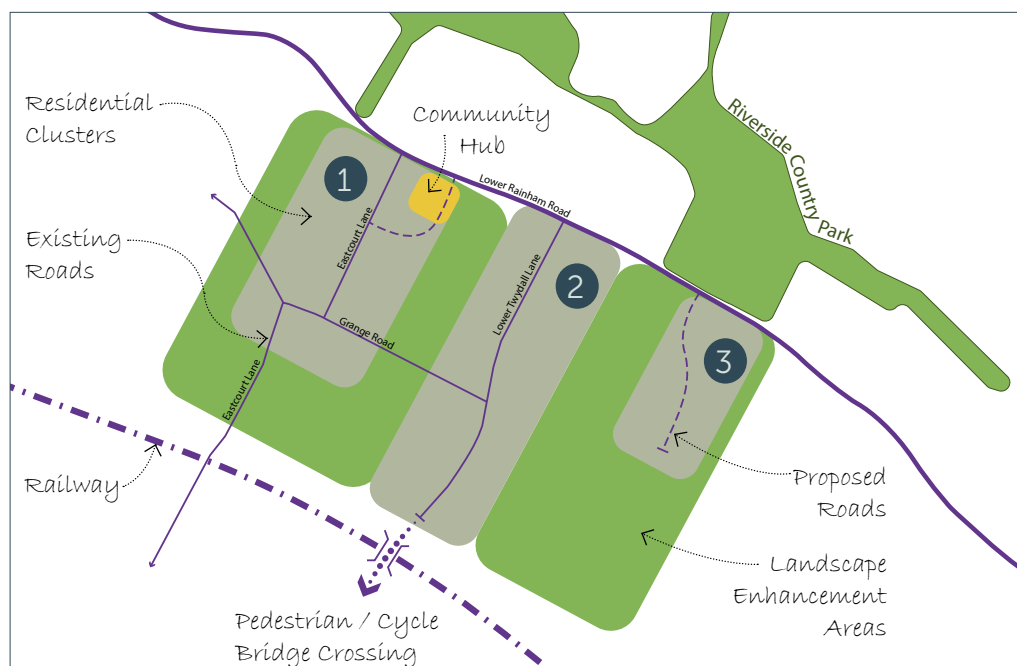 Residential
Clusters
Community
Hub
Riverside Country Park
1
Lower Rainham Road
Eastcourt Lane
Existing
Roads
2
Lower Twydall Lane
Grange Road
3
Eastcourt Lane
Railway
Proposed
Roads
Landscape
Enhancement
Areas
Pedestrian / Cycle
Bridge Crossing